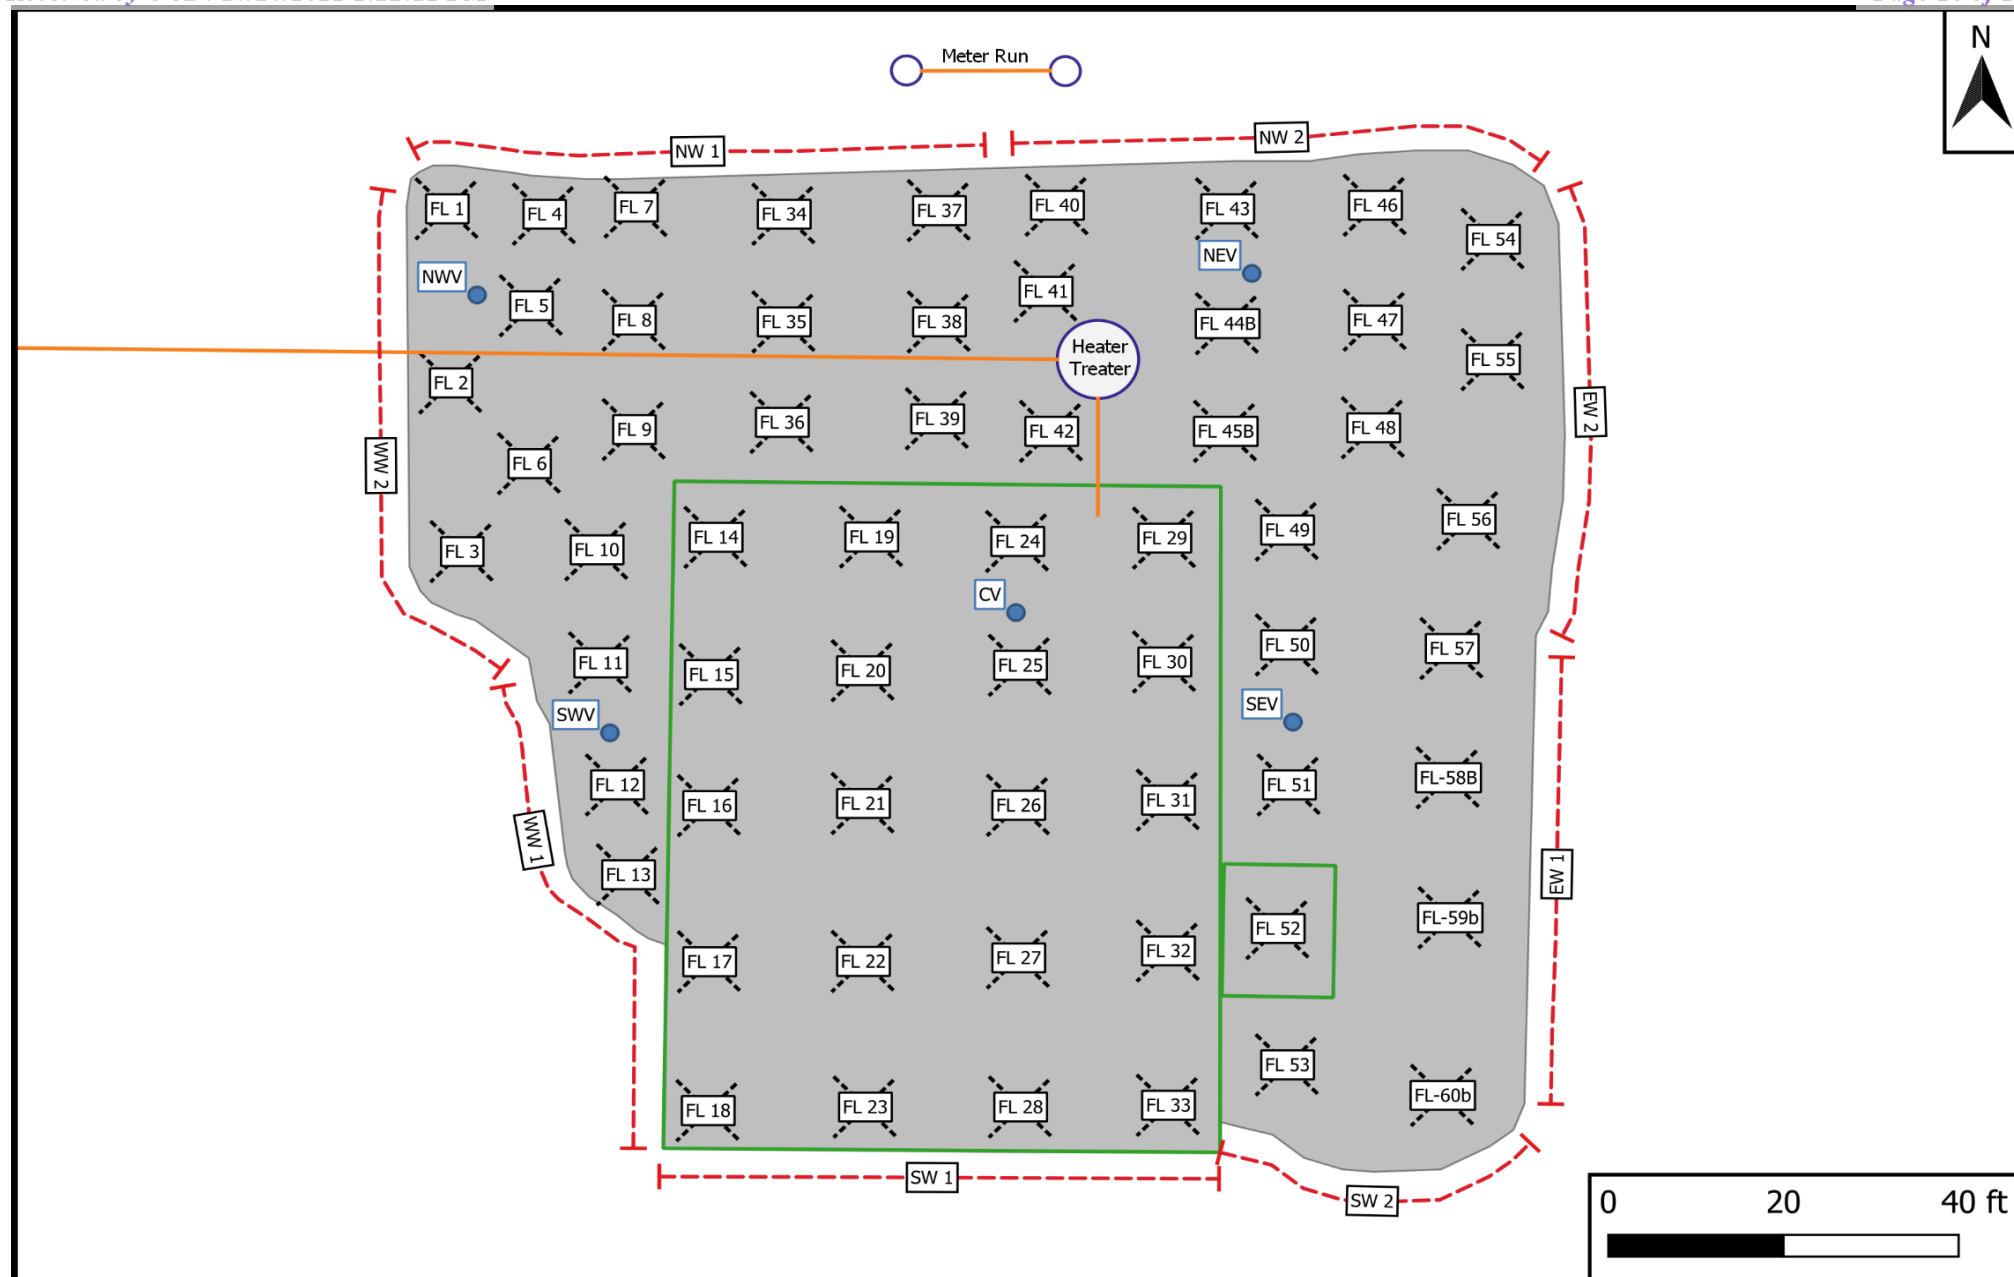 Meter Run
N
NW 1
NW 2
FL 1
FL 4
FL 7
FL 34
FL 37
FL 40
FL 43
FL 46
FL 54
NWV
NEV
FL 5
FL 8
FL 35
FL 38
FL 41
FL 44B
FL 47
FL 55
Heater
Treater
FL 2
FL 9
FL 36
FL 39
FL 42
FL 45B
FL 48
EW 2
WW 2
FL 6
FL 3
FL 10
FL 14
FL 19
FL 24
FL 29
FL 49
FL 56
CV
FL 11
FL 15
FL 20
FL 25
FL 30
FL 50
FL 57
SWV
SEV
FL 12
FL 16
FL 21
FL 26
FL 31
FL 51
FL-58B
WW 1
FL 13
EW 1
FL 17
FL 22
FL 27
FL 32
FL 52
FL-59b
FL 18
FL 23
FL 28
FL 33
FL 53
FL-60b
SW 1
SW 2
0 20 40 ft